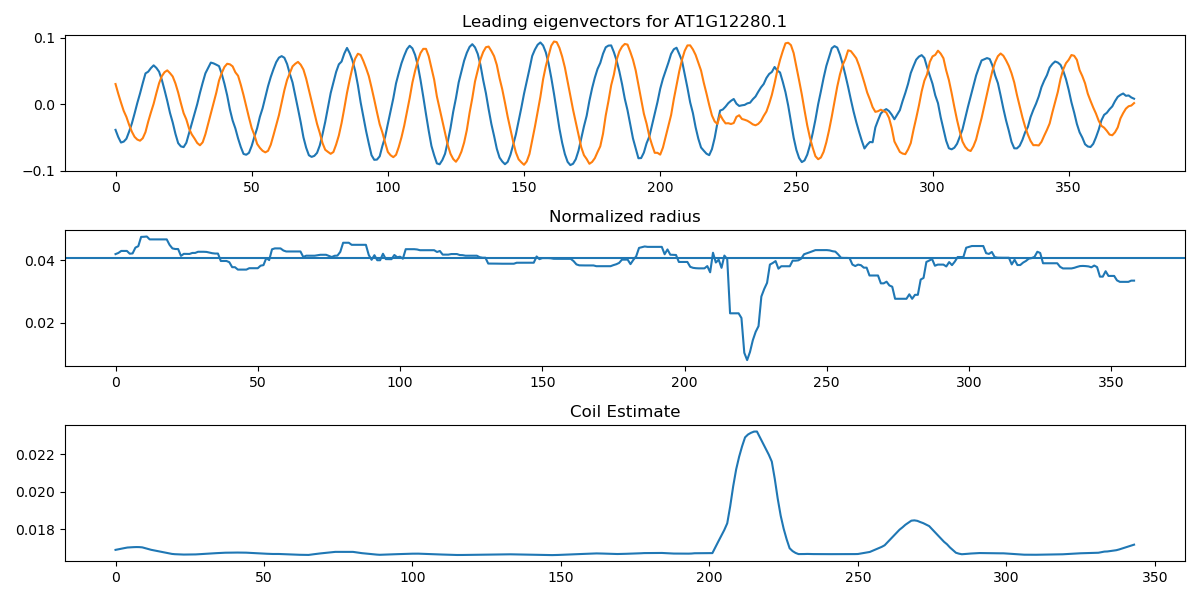 Leading eigenvectors for AT1G12280.1
0.1
0.0
−0.1
0 50 100 150 200 250 300 350
Normalized radius
0.04
0.02
0 50 100 150 200 250 300 350
Coil Estimate
0.022
0.020
0.018
0 50 100 150 200 250 300 350